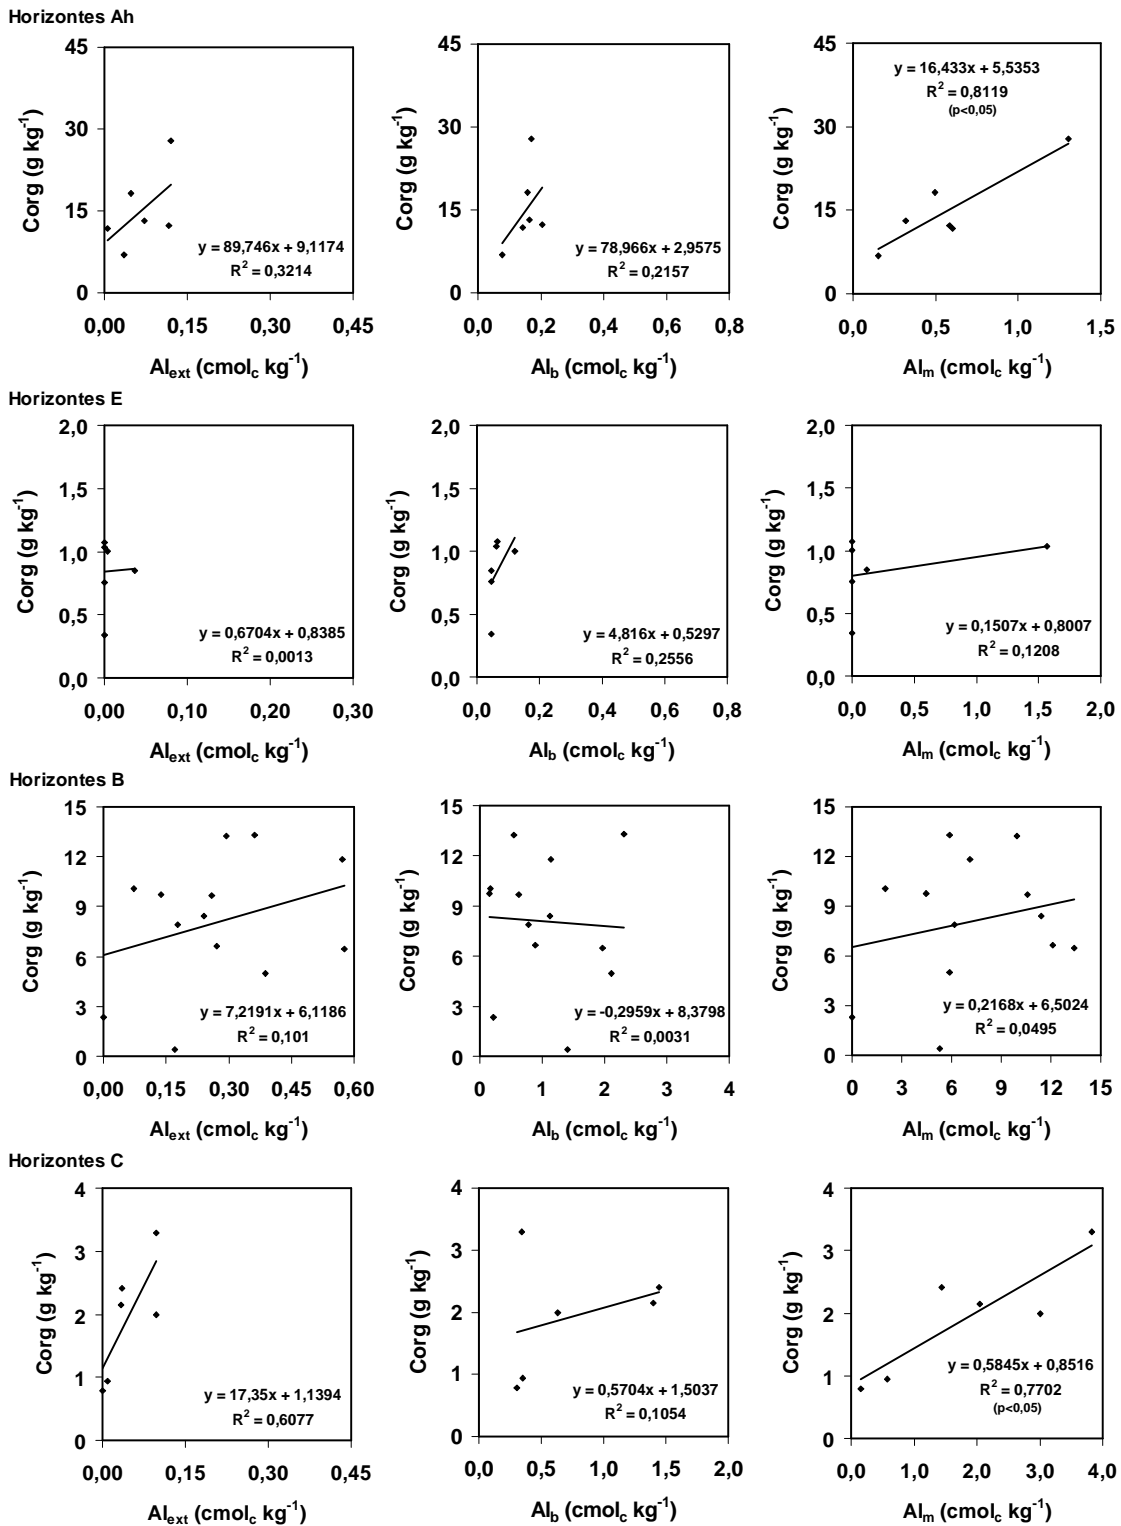 Horizontes Ah
45
30
15
0
Corg (g kg-1)
y = 89,746x + 9,1174
R2 = 0,3214
0,00 0,15 0,30 0,45
Alext (cmolc kg-1)
45
30
15
0
Corg (g kg-1)
y = 78,966x + 2,9575
R2 = 0,2157
0,0 0,2 0,4 0,6 0,8
Alb (cmolc kg-1)
45
30
15
0
Corg (g kg-1)
y = 16,433x + 5,5353
R2 = 0,8119
(p<0,05)
0,0 0,5 1,0 1,5
Alm (cmolc kg-1)
Horizontes E
2,0
1,5
1,0
0,5
0,0
Corg (g kg-1)
y = 0,6704x + 0,8385
R2 = 0,0013
0,00 0,10 0,20 0,30
Alext (cmolc kg-1)
2,0
1,5
1,0
0,5
0,0
Corg (g kg-1)
y = 4,816x + 0,5297
R2 = 0,2556
0,0 0,2 0,4 0,6 0,8
Alb (cmolc kg-1)
2,0
1,5
1,0
0,5
0,0
Corg (g kg-1)
y = 0,1507x + 0,8007
R2 = 0,1208
0,0 0,5 1,0 1,5 2,0
Alm (cmolc kg-1)
Horizontes B
15
12
9
6
3
0
Corg (g kg-1)
y = 7,2191x + 6,1186
R2 = 0,101
0,00 0,15 0,30 0,45 0,60
Alext (cmolc kg-1)
15
12
9
6
3
0
Corg (g kg-1)
y = -0,2959x + 8,3798
R2 = 0,0031
0 1 2 3 4
Alb (cmolc kg-1)
15
12
9
6
3
0
Corg (g kg-1)
y = 0,2168x + 6,5024
R2 = 0,0495
0 3 6 9 12 15
Alm (cmolc kg-1)
Horizontes C
4
3
2
1
0
Corg (g kg-1)
y = 17,35x + 1,1394
R2 = 0,6077
0,00 0,15 0,30 0,45
Alext (cmolc kg-1)
4
3
2
1
0
Corg (g kg-1)
y = 0,5704x + 1,5037
R2 = 0,1054
0,0 0,5 1,0 1,5 2,0
Alb (cmolc kg-1)
4
3
2
1
0
Corg (g kg-1)
y = 0,5845x + 0,8516
R2 = 0,7702
(p<0,05)
0,0 1,0 2,0 3,0 4,0
Alm (cmolc kg-1)